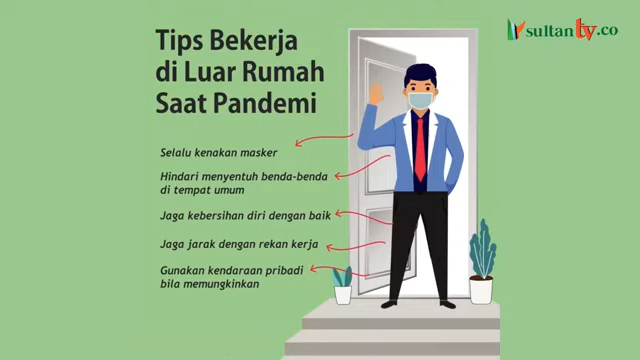 sultantv.co
Tips Bekerja
di Luar Rumah
Saat Pandemi
Selalu kenakan masker
Hindari menyentuh benda-benda
di tempat umum
Jaga kebersihan diri dengan baik
Jaga jarak dengan rekan kerja
Gunakan kendaraan pribadi
bila memungkinkan